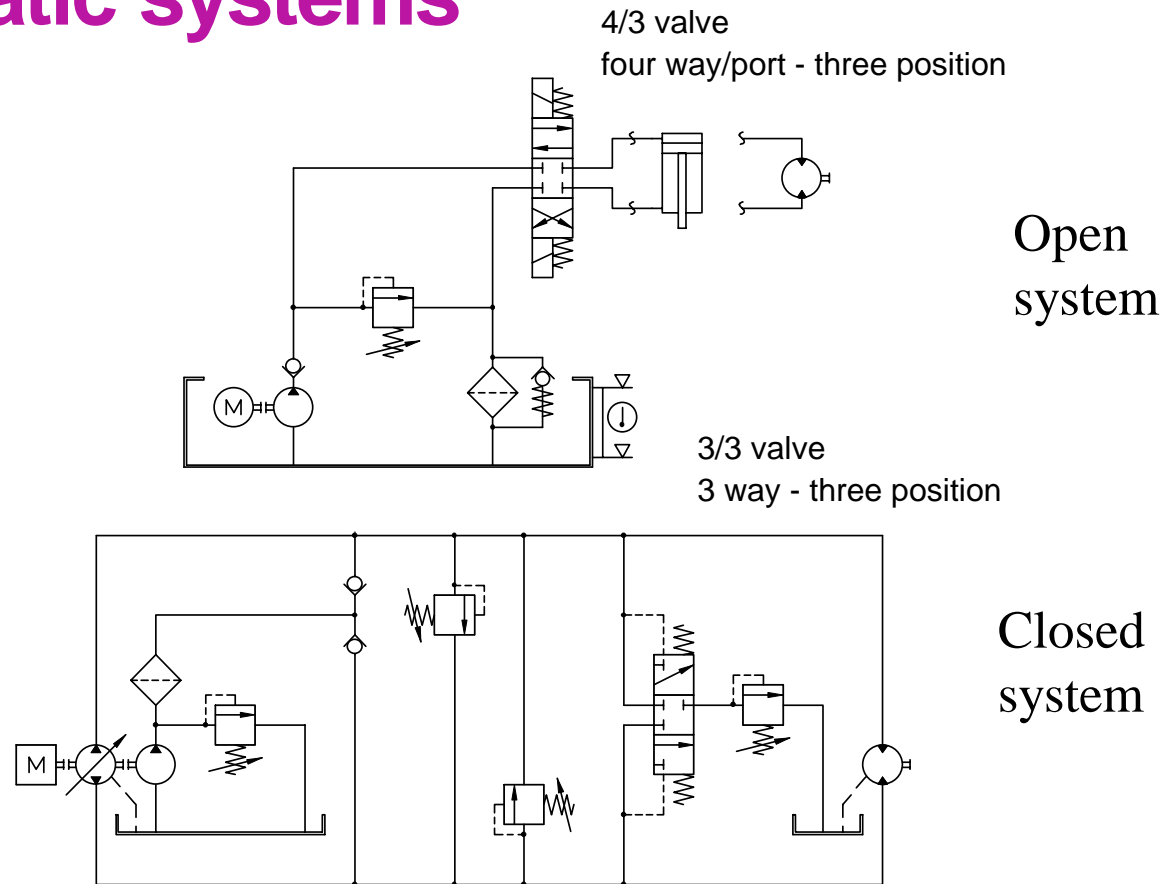 atic systems
4/3 valve
four way/port - three position
Open
system
M
3/3 valve
3 way - three position
Closed
system
M